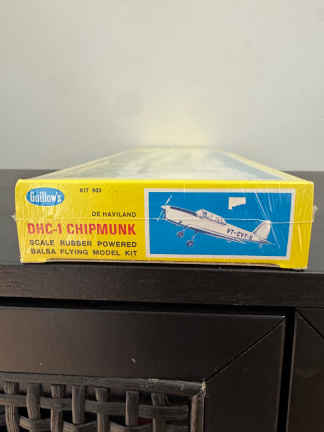 Guillow's
KIT 903
DE HAVILAND
DHC-1 CHIPMUNK
SCALE RUBBER POWERED
BALSA FLYING MODEL KIT